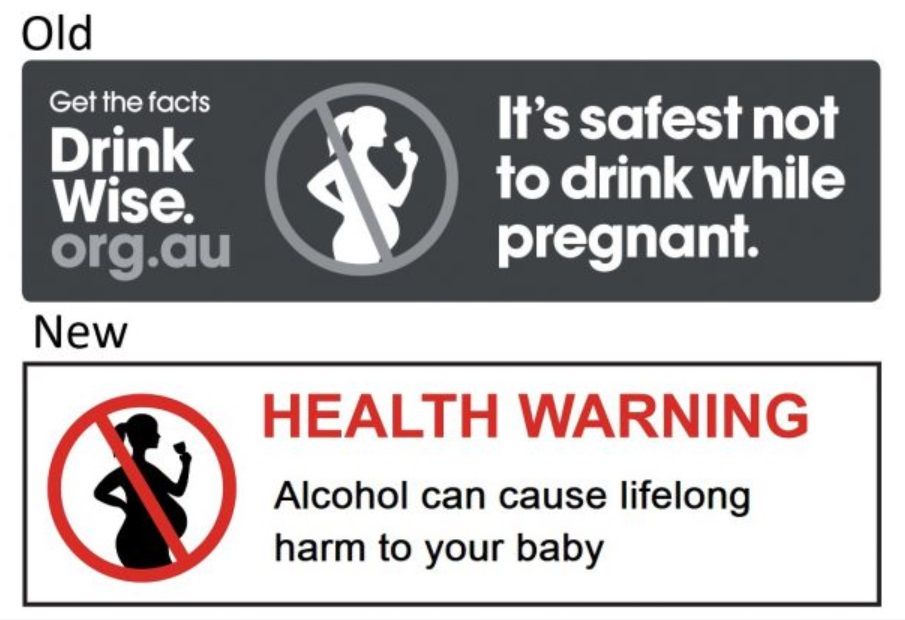 Old
Get the facts
Drink
Wise.
org.au
It's safest not
to drink while
pregnant.
New
HEALTH WARNING
Alcohol can cause lifelong
harm to your baby